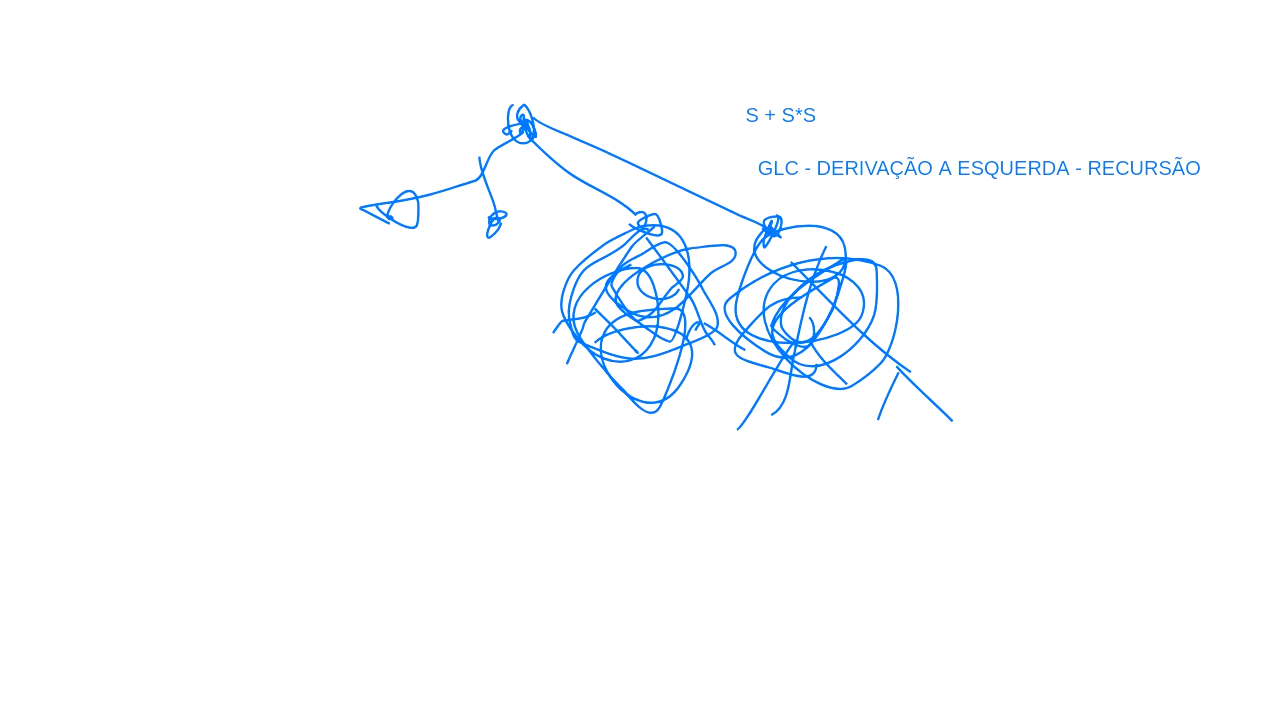 S + S*S
GLC - DERIVAÇÃO A ESQUERDA - RECURSÃO